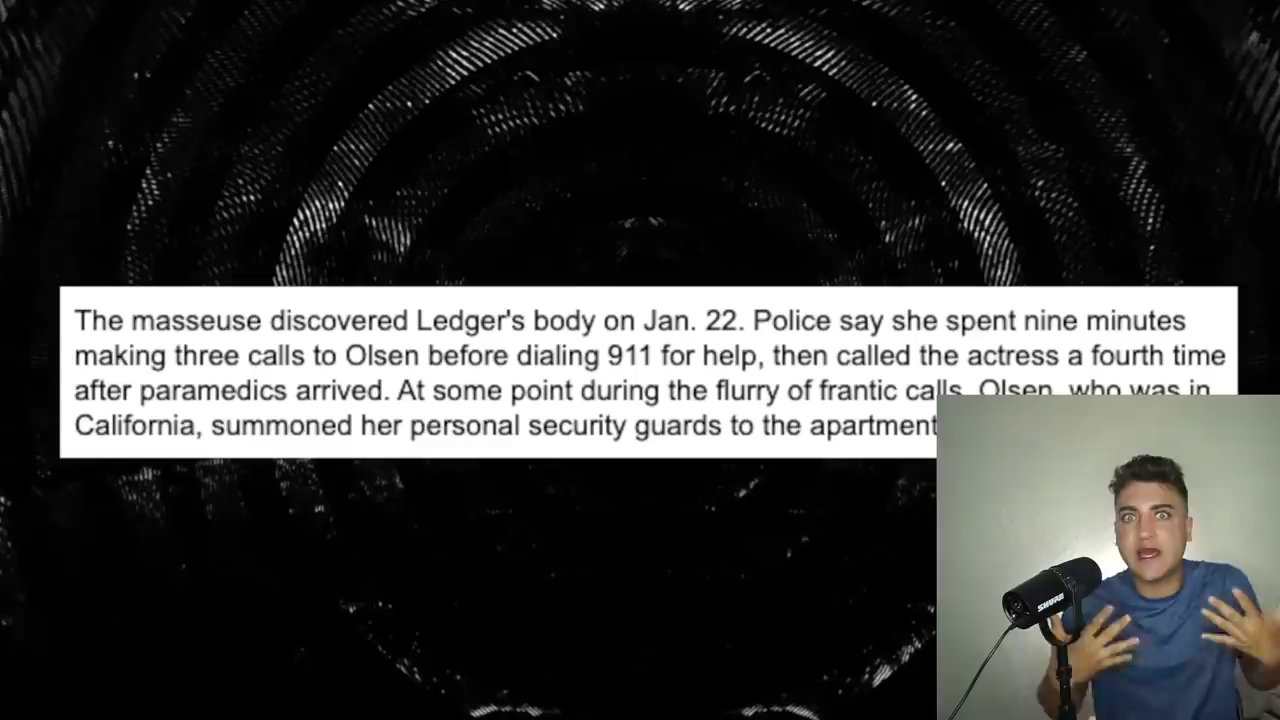 The masseuse discovered Ledger's body on Jan. 22. Police say she spent nine minutes
making three calls to Olsen before dialing 911 for help, then called the actress a fourth time
after paramedics arrived. At some point during the flurry of frantic calls, Olsen, who was in
California, summoned her personal security guards to the apartment
SHURE